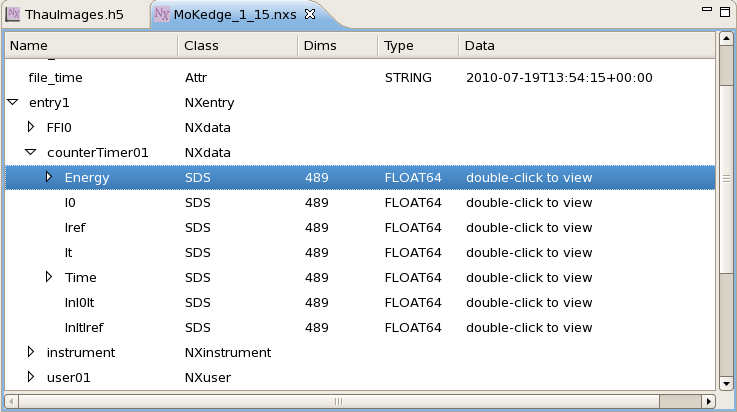 ThauImages.h5 MoKedge_1_15.nxs
Name Class Dims Type Data
file_time Attr STRING 2010-07-19T13:54:15+00:00
entry1 NXentry
FFI0 NXdata
counterTimer01 NXdata
Energy SDS 489 FLOAT64 double-click to view
I0 SDS 489 FLOAT64 double-click to view
Iref SDS 489 FLOAT64 double-click to view
It SDS 489 FLOAT64 double-click to view
Time SDS 489 FLOAT64 double-click to view
lnI0It SDS 489 FLOAT64 double-click to view
lnItIref SDS 489 FLOAT64 double-click to view
instrument NXinstrument
user01 NXuser